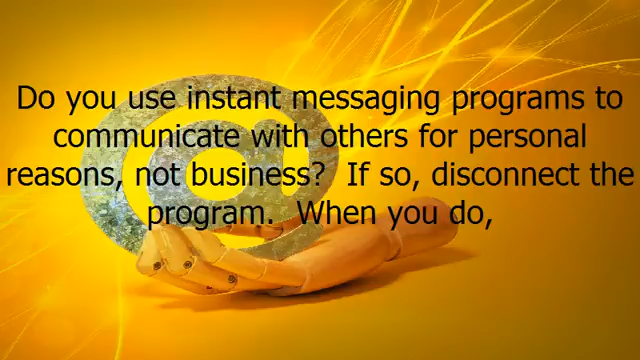 Do you use instant messaging programs to
communicate with others for personal
reasons, not business?  If so, disconnect the
program.  When you do,